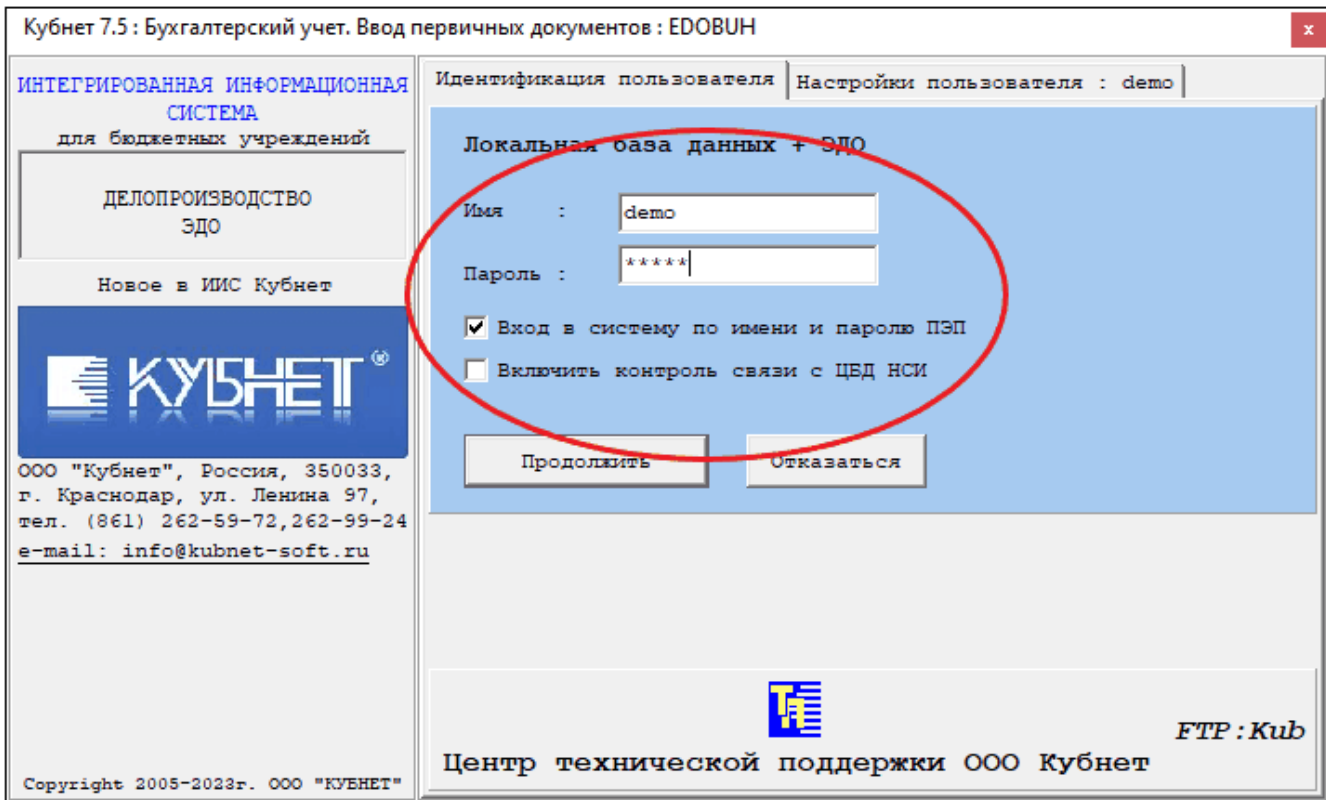 Кубнет 7.5 : Бухгалтерский учет. Ввод первичных документов : EDOBUH
x
ИНТЕГРИРОВАННАЯ ИНФОРМАЦИОННАЯ
СИСТЕМА
для бюджетных учреждений
ДЕЛОПРОИЗВОДСТВО
ЭДО
Новое в ИИС Кубнет
КУБНЕТ ®
ООО "Кубнет", Россия, 350033,
г. Краснодар, ул. Ленина 97,
тел. (861) 262-59-72,262-99-24
e-mail: info@kubnet-soft.ru
Copyright 2005-2023г. ООО "КУБНЕТ"
Идентификация пользователя
Настройки пользователя : demo
Локальная база данных + ЭДО
Имя : demo
Пароль : *****
Вход в систему по имени и паролю ПЭП
Включить контроль связи с ЦБД НСИ
Продолжить
Отказаться
ТП
FTP:Kub
Центр технической поддержки ООО Кубнет